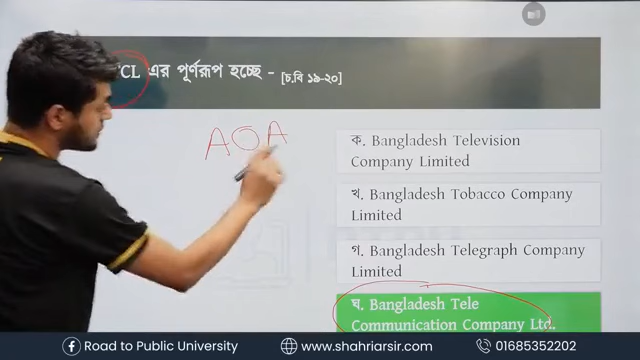 CL এর পূর্ণরূপ হচ্ছে - [চ.বি ১৯-২০]
AOA
ক. Bangladesh Television
Company Limited
খ. Bangladesh Tobacco Company
Limited
গ. Bangladesh Telegraph Company
Limited
ঘ. Bangladesh Tele
Communication Company Ltd.
Road to Public University
www.shahriarsir.com
01685352202